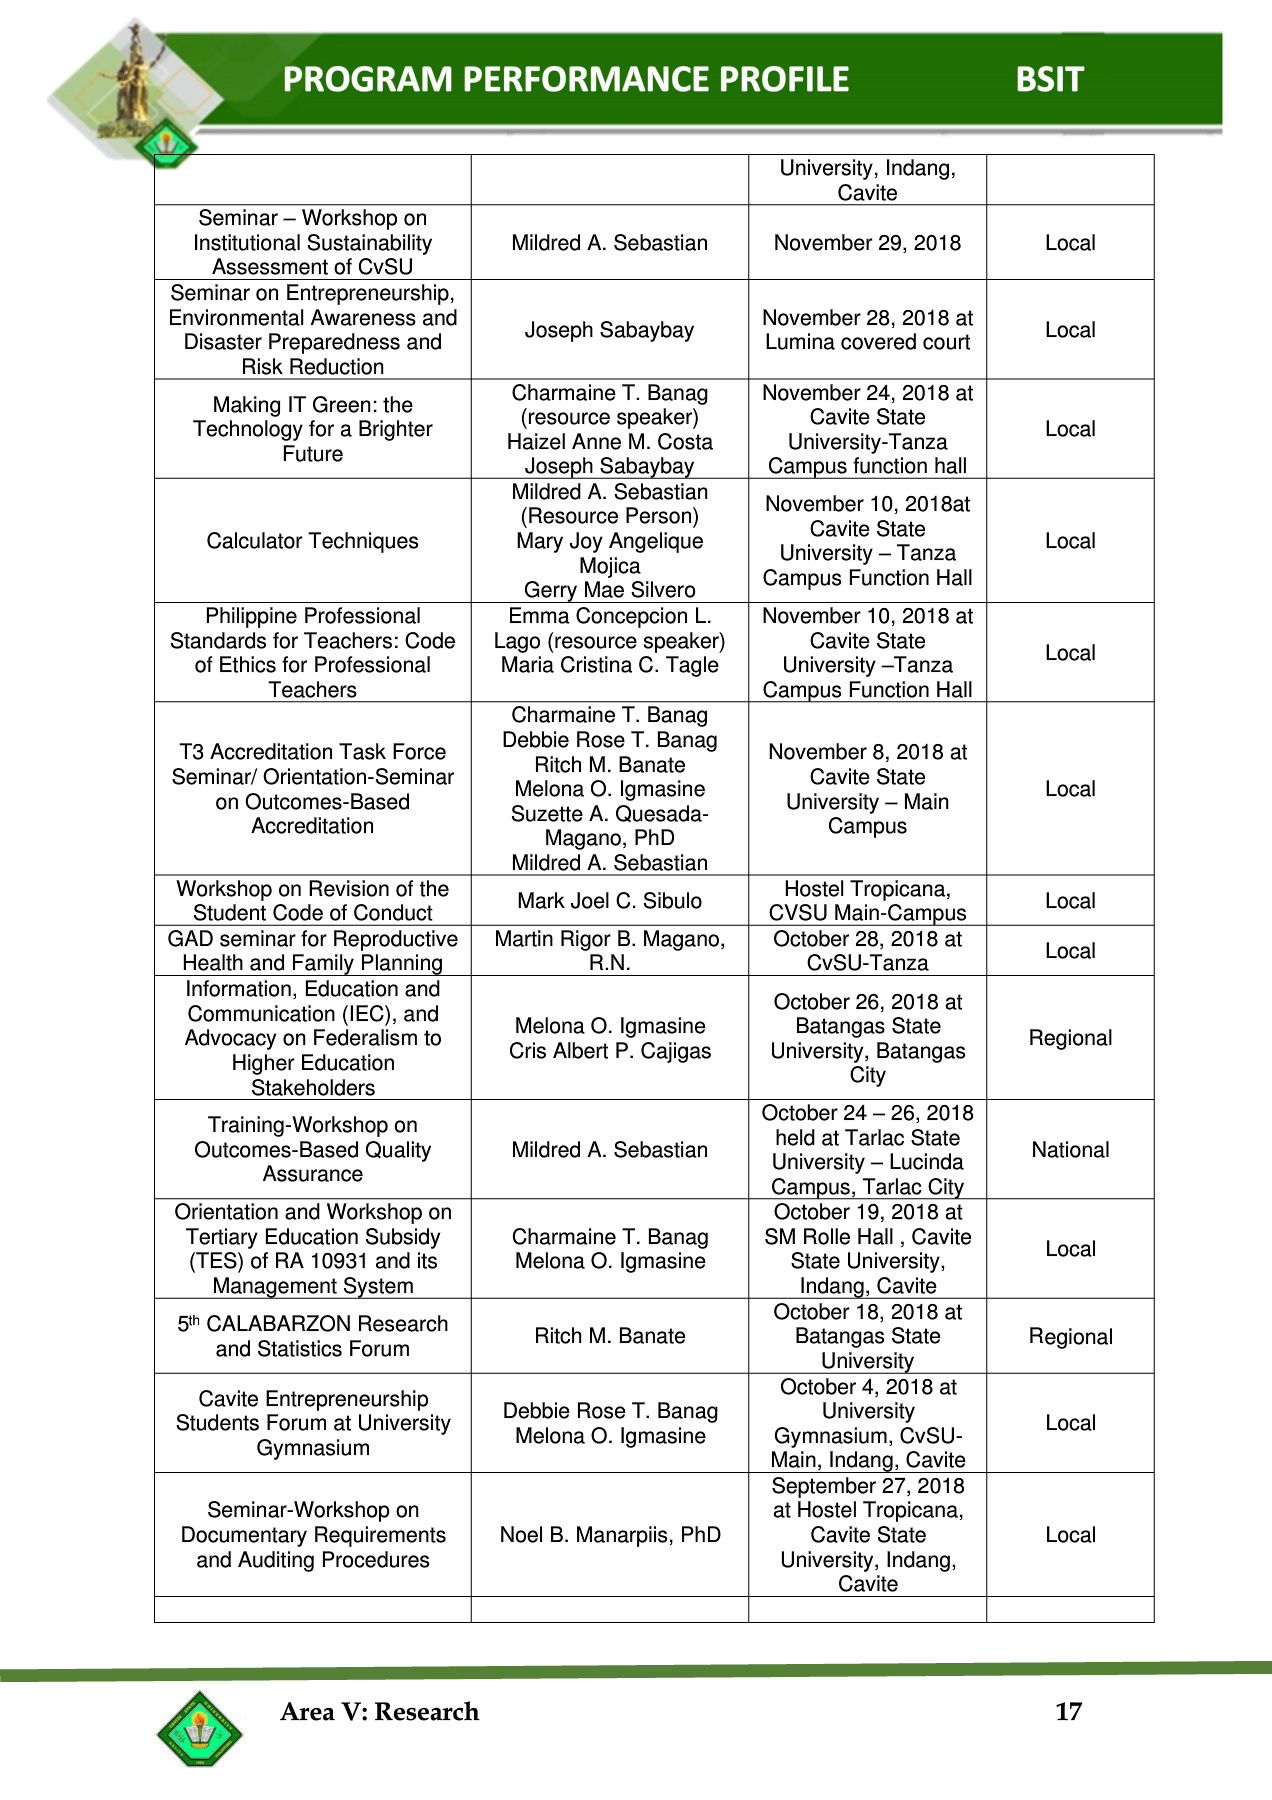 PROGRAM PERFORMANCE PROFILE BSIT
University, Indang,
Cavite
Seminar – Workshop on
Institutional Sustainability
Assessment of CvSU
Mildred A. Sebastian
November 29, 2018
Local
Seminar on Entrepreneurship,
Environmental Awareness and
Disaster Preparedness and
Risk Reduction
Joseph Sabaybay
November 28, 2018 at
Lumina covered court
Local
Making IT Green: the
Technology for a Brighter
Future
Charmaine T. Banag
(resource speaker)
Haizel Anne M. Costa
Joseph Sabaybay
November 24, 2018 at
Cavite State
University-Tanza
Campus function hall
Local
Calculator Techniques
Mildred A. Sebastian
(Resource Person)
Mary Joy Angelique
Mojica
Gerry Mae Silvero
November 10, 2018at
Cavite State
University – Tanza
Campus Function Hall
Local
Philippine Professional
Standards for Teachers: Code
of Ethics for Professional
Teachers
Emma Concepcion L.
Lago (resource speaker)
Maria Cristina C. Tagle
November 10, 2018 at
Cavite State
University –Tanza
Campus Function Hall
Local
T3 Accreditation Task Force
Seminar/ Orientation-Seminar
on Outcomes-Based
Accreditation
Charmaine T. Banag
Debbie Rose T. Banag
Ritch M. Banate
Melona O. Igmasine
Suzette A. Quesada-
Magano, PhD
Mildred A. Sebastian
November 8, 2018 at
Cavite State
University – Main
Campus
Local
Workshop on Revision of the
Student Code of Conduct
Mark Joel C. Sibulo
Hostel Tropicana,
CVSU Main-Campus
Local
GAD seminar for Reproductive
Health and Family Planning
Martin Rigor B. Magano,
R.N.
October 28, 2018 at
CvSU-Tanza
Local
Information, Education and
Communication (IEC), and
Advocacy on Federalism to
Higher Education
Stakeholders
Melona O. Igmasine
Cris Albert P. Cajigas
October 26, 2018 at
Batangas State
University, Batangas
City
Regional
Training-Workshop on
Outcomes-Based Quality
Assurance
Mildred A. Sebastian
October 24 – 26, 2018
held at Tarlac State
University – Lucinda
Campus, Tarlac City
National
Orientation and Workshop on
Tertiary Education Subsidy
(TES) of RA 10931 and its
Management System
Charmaine T. Banag
Melona O. Igmasine
October 19, 2018 at
SM Rolle Hall , Cavite
State University,
Indang, Cavite
Local
5th CALABARZON Research
and Statistics Forum
Ritch M. Banate
October 18, 2018 at
Batangas State
University
Regional
Cavite Entrepreneurship
Students Forum at University
Gymnasium
Debbie Rose T. Banag
Melona O. Igmasine
October 4, 2018 at
University
Gymnasium, CvSU-
Main, Indang, Cavite
Local
Seminar-Workshop on
Documentary Requirements
and Auditing Procedures
Noel B. Manarpiis, PhD
September 27, 2018
at Hostel Tropicana,
Cavite State
University, Indang,
Cavite
Local
Area V: Research 17